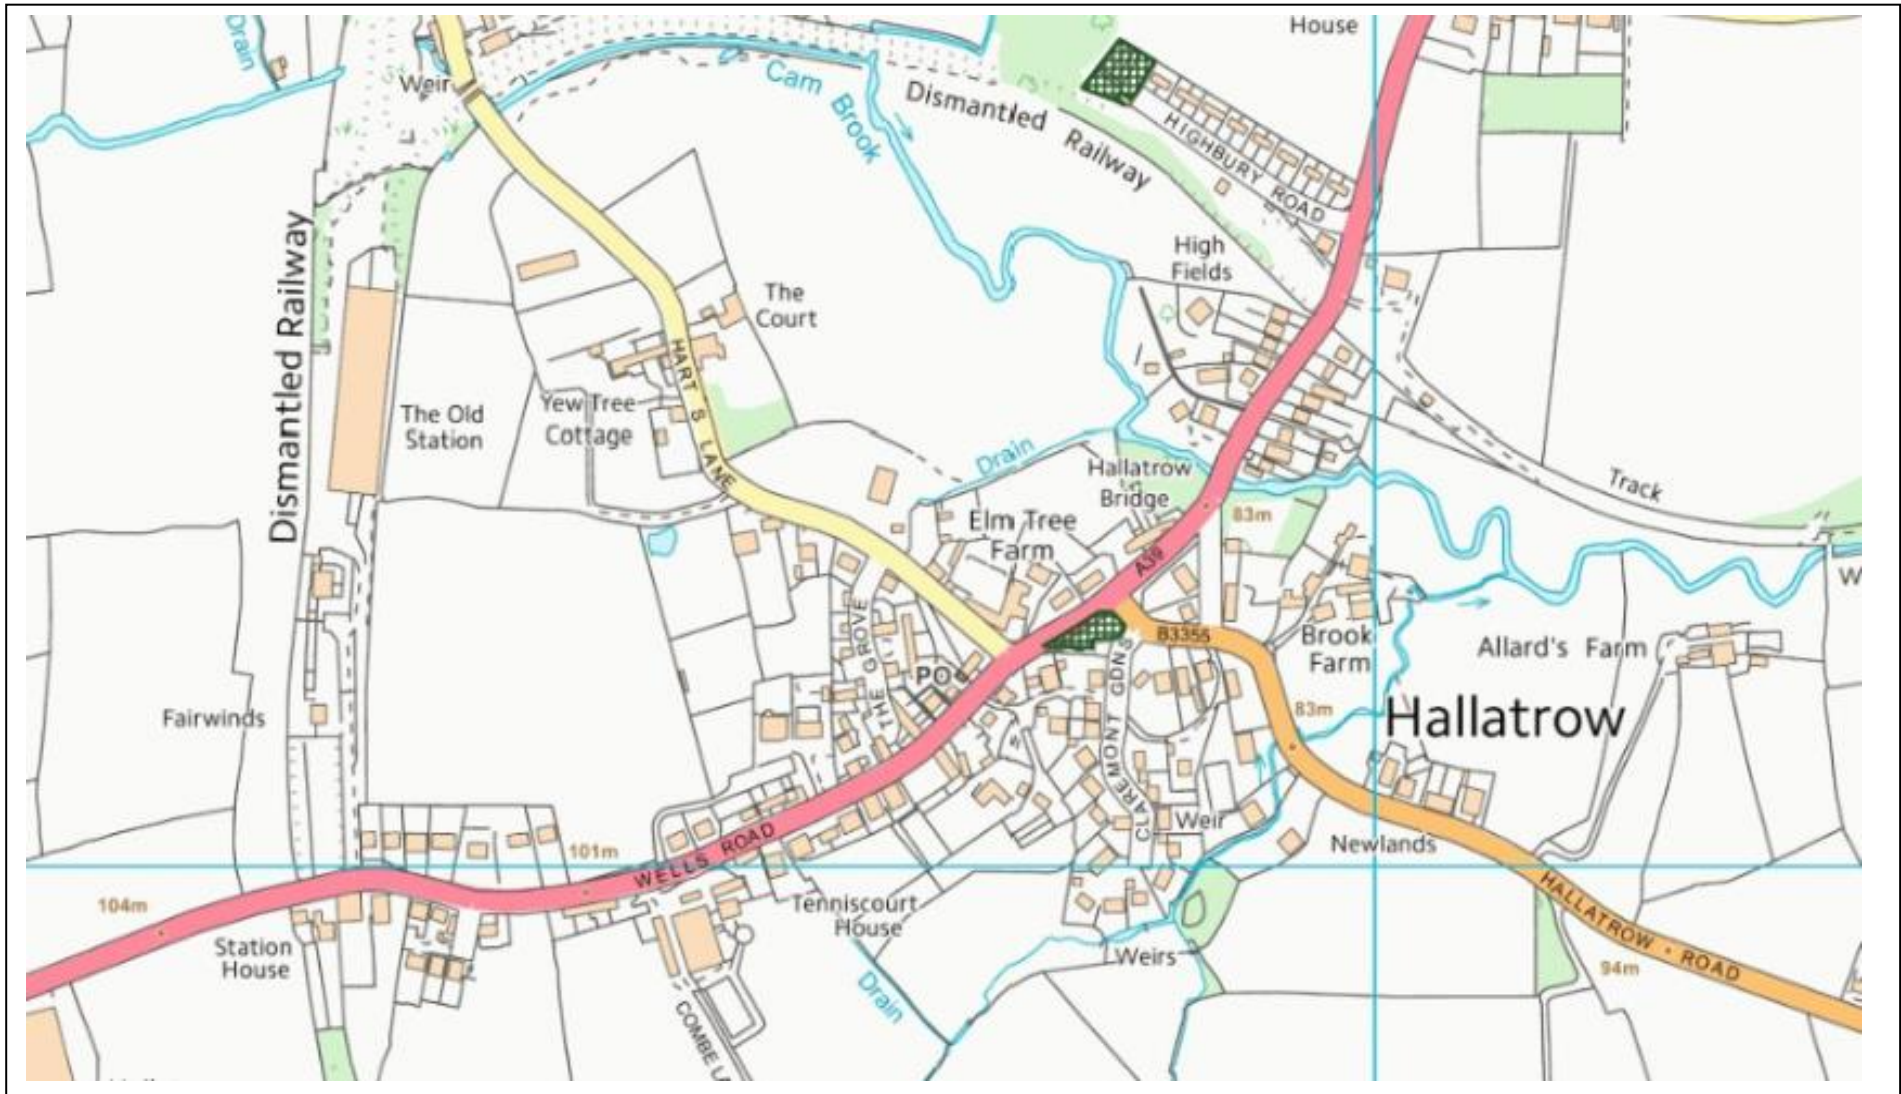 House
Drain
Weir
Cam Brook
Dismantled Railway
HIGHBURY ROAD
Dismantled Railway
High
Fields
The
Court
HART'S LANE
The Old
Station
Yew Tree
Cottage
Drain
Hallatrow
Bridge
Track
83m
Elm Tree
Farm
A39
W
THE GROVE
B3355
Brook
Farm
Allard's Farm
PO
CLAREMONT GDNS
Fairwinds
83m
Hallatrow
Weir
Newlands
101m
WELLS ROAD
104m
Tenniscourt
House
HALLATROW ROAD
Station
House
Weirs
94m
Drain
COMBE LA